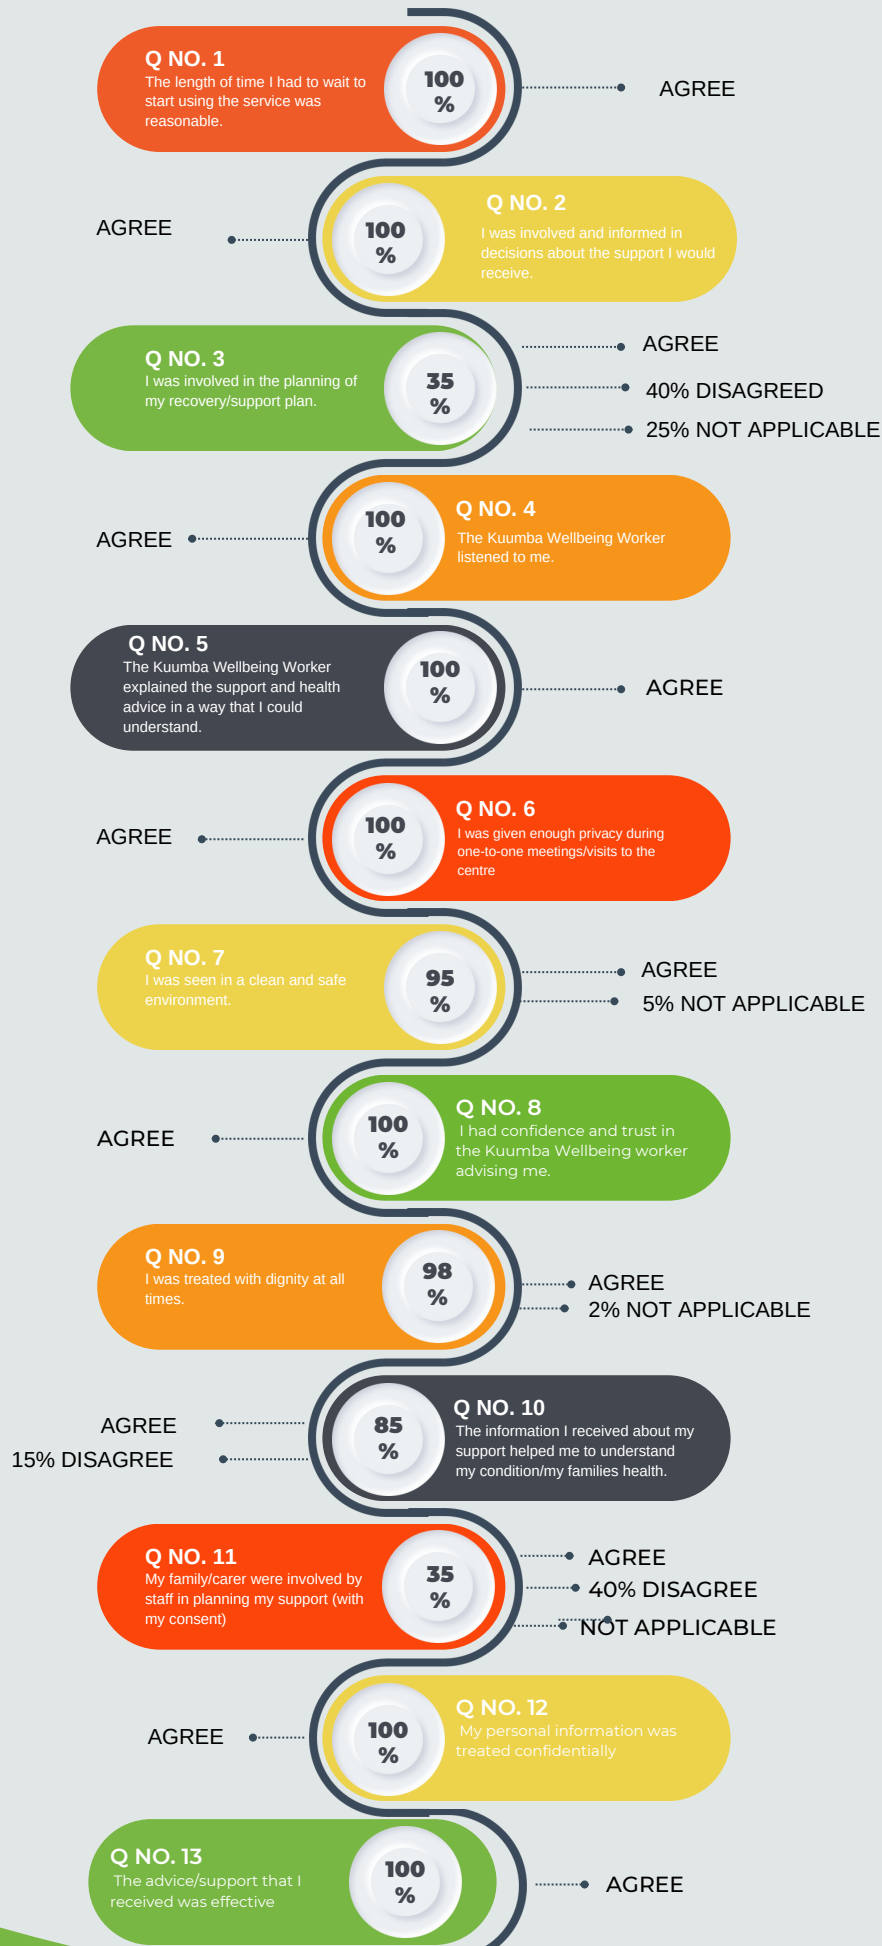 Q NO. 1
The length of time I had to wait to
start using the service was
reasonable.
100
%
AGREE
AGREE
100
%
Q NO. 2
I was involved and informed in
decisions about the support I would
receive.
Q NO. 3
I was involved in the planning of
my recovery/support plan.
35
%
AGREE
40% DISAGREED
25% NOT APPLICABLE
AGREE
100
%
Q NO. 4
The Kuumba Wellbeing Worker
listened to me.
Q NO. 5
The Kuumba Wellbeing Worker
explained the support and health
advice in a way that I could
understand.
100
%
AGREE
AGREE
100
%
Q NO. 6
I was given enough privacy during
one-to-one meetings/visits to the
centre
Q NO. 7
I was seen in a clean and safe
environment.
95
%
AGREE
5% NOT APPLICABLE
AGREE
100
%
Q NO. 8
I had confidence and trust in
the Kuumba Wellbeing worker
advising me.
Q NO. 9
I was treated with dignity at all
times.
98
%
AGREE
2% NOT APPLICABLE
AGREE
15% DISAGREE
85
%
Q NO. 10
The information I received about my
support helped me to understand
my condition/my families health.
Q NO. 11
My family/carer were involved by
staff in planning my support (with
my consent)
35
%
AGREE
40% DISAGREE
NOT APPLICABLE
AGREE
100
%
Q NO. 12
My personal information was
treated confidentially
Q NO. 13
The advice/support that I
received was effective
100
%
AGREE